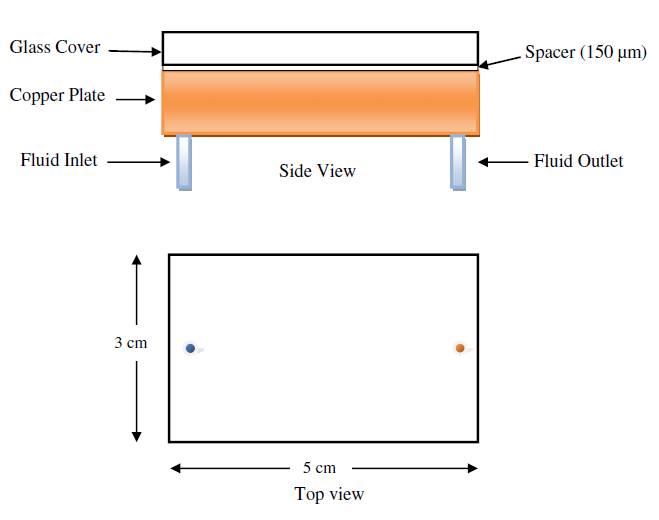 Glass Cover
Spacer (150 µm)
Copper Plate
Fluid Inlet
Side View
Fluid Outlet
3 cm
5 cm
Top view